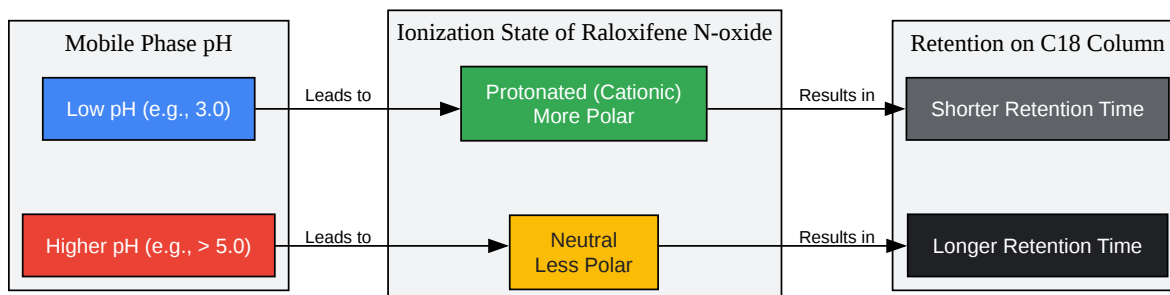 Mobile Phase pH
Ionization State of Raloxifene N-oxide
Retention on C18 Column
Low pH (e.g., 3.0)
Leads to
Protonated (Cationic)
More Polar
Results in
Shorter Retention Time
Higher pH (e.g., > 5.0)
Leads to
Neutral
Less Polar
Results in
Longer Retention Time